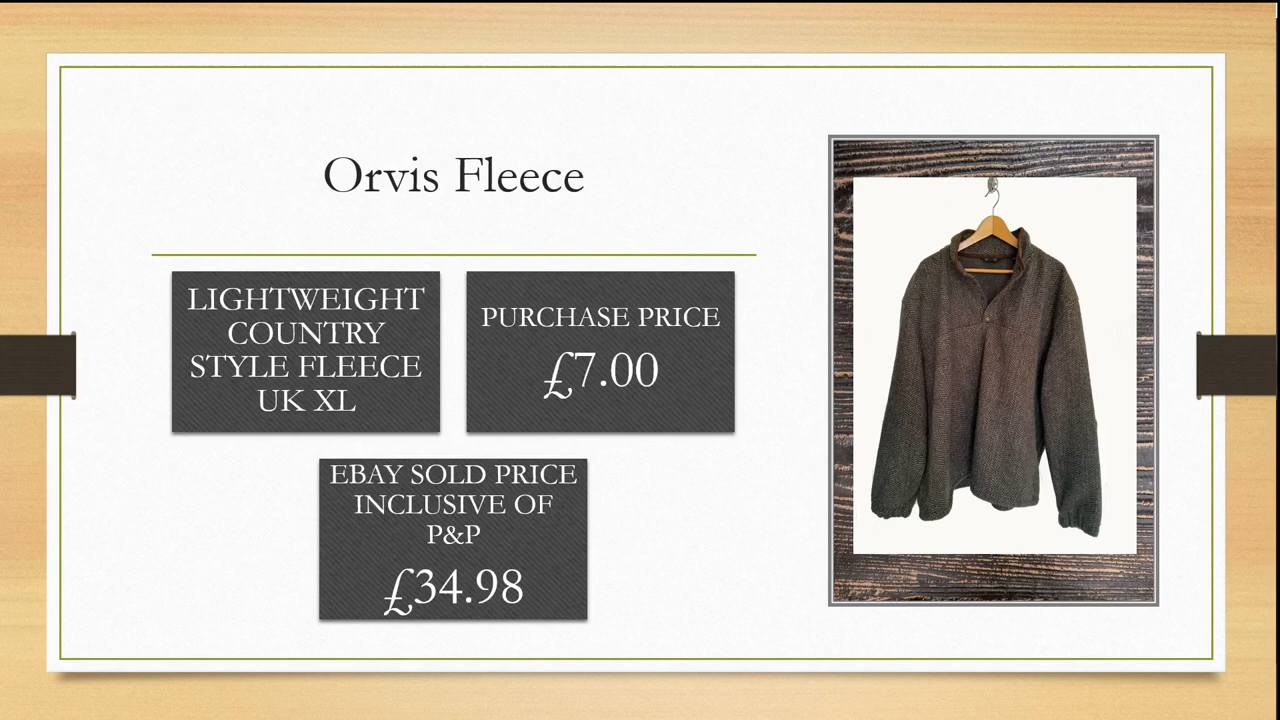 Orvis Fleece
LIGHTWEIGHT
COUNTRY
STYLE FLEECE
UK XL
PURCHASE PRICE
£7.00
EBAY SOLD PRICE
INCLUSIVE OF
P&P
£34.98